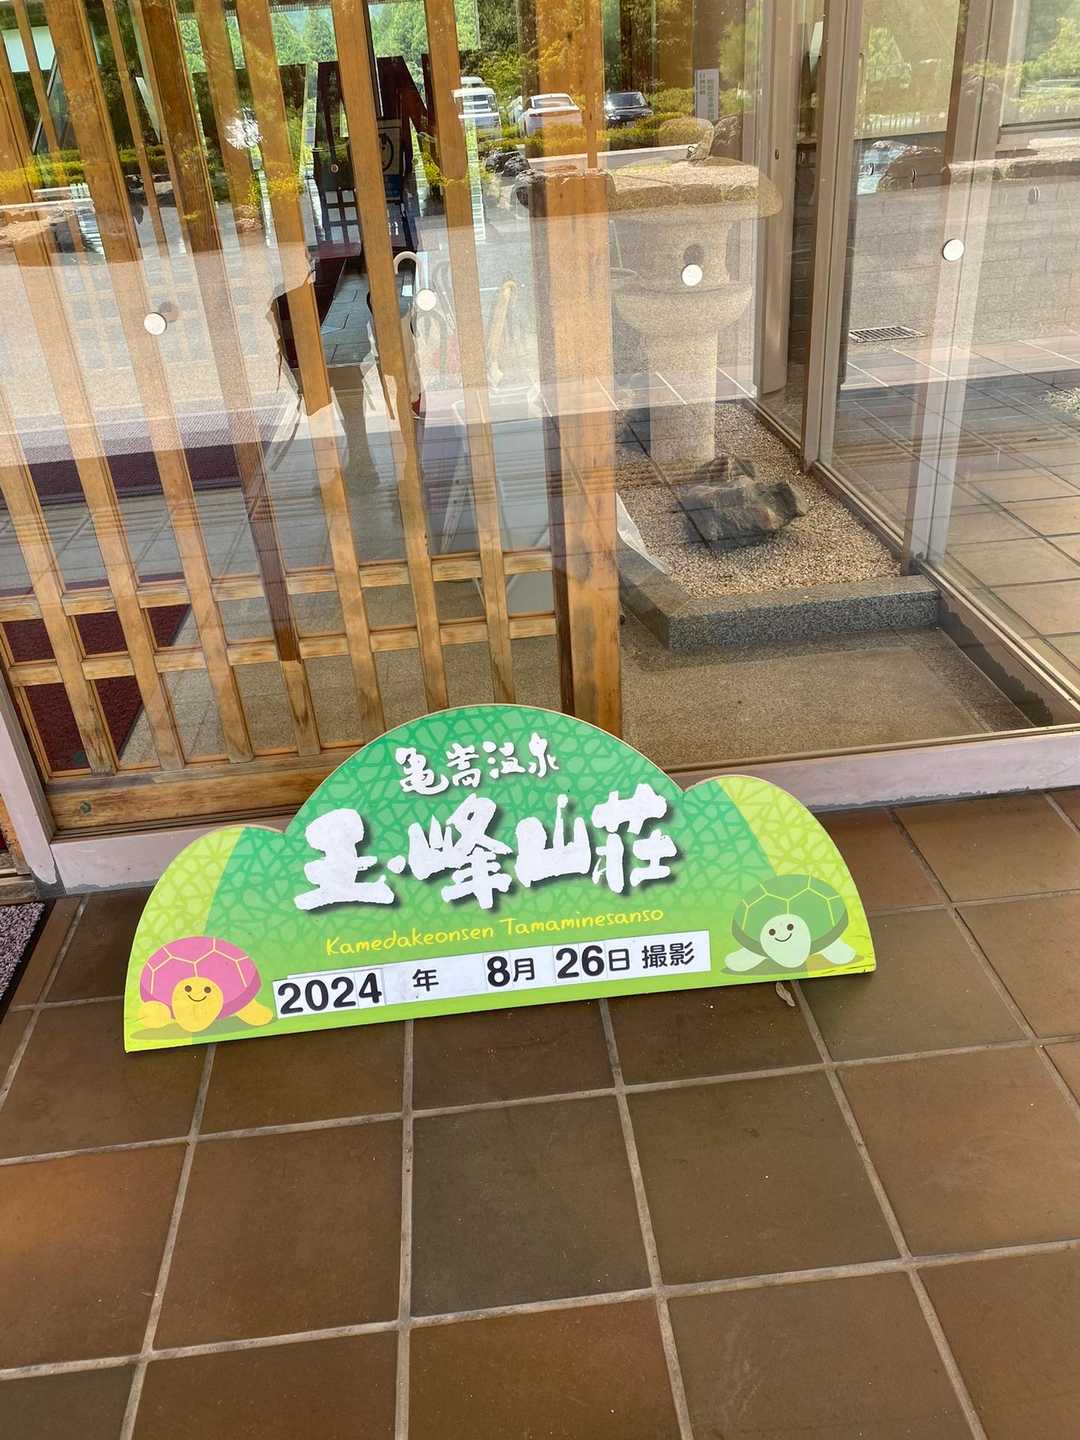 亀嵩温泉
玉峰山荘
Kamedakeonsen Tamaminesanso
2024 年 8月 26日 撮影